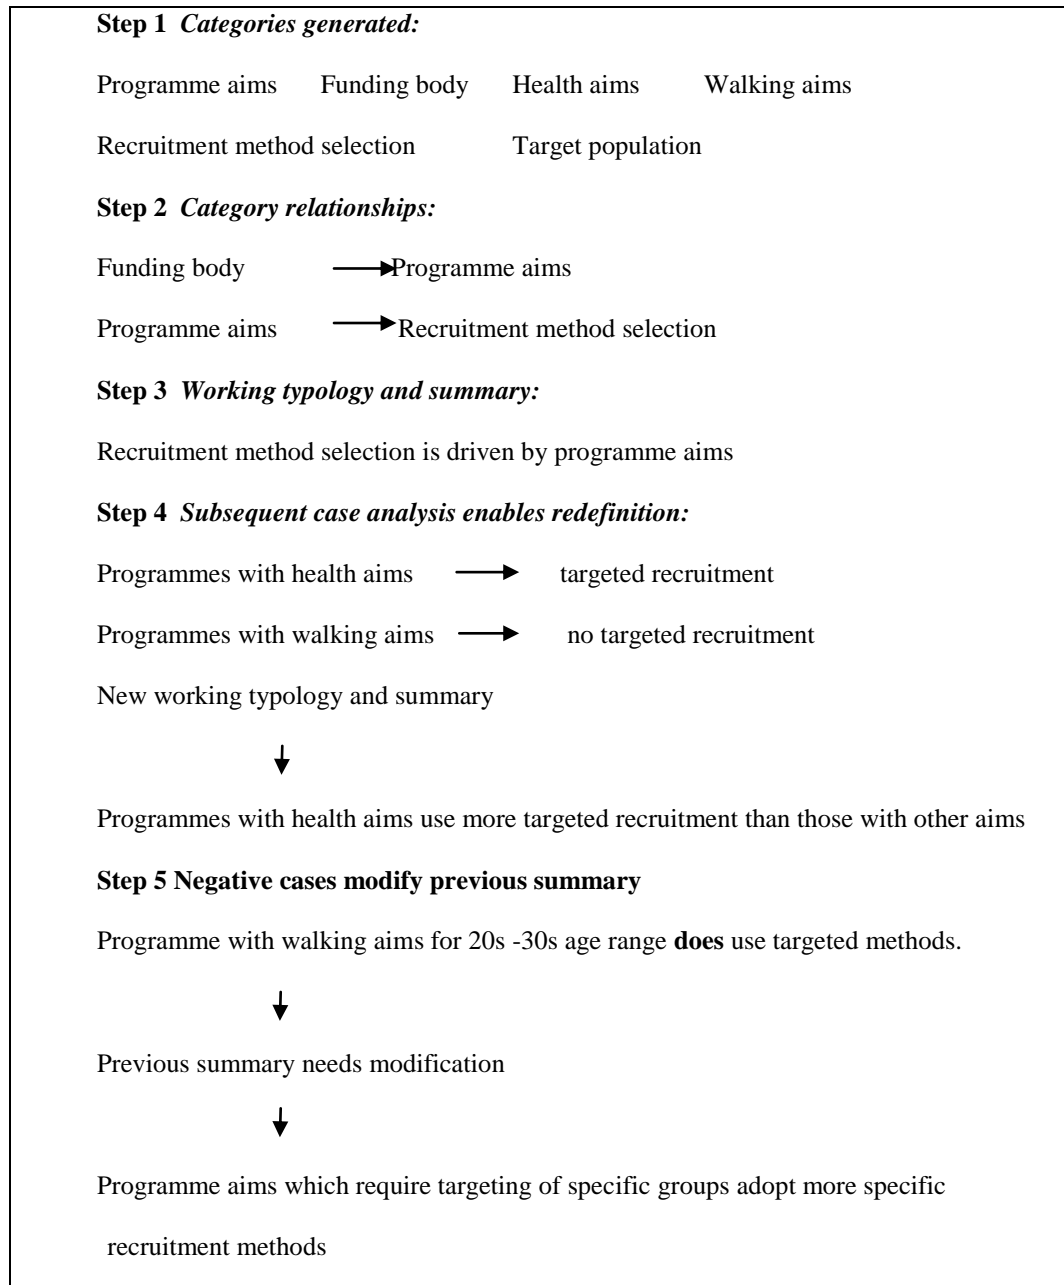 Step 1 Categories generated:
Programme aims Funding body Health aims Walking aims
Recruitment method selection Target population
Step 2 Category relationships:
Funding body Programme aims
Programme aims Recruitment method selection
Step 3 Working typology and summary:
Recruitment method selection is driven by programme aims
Step 4 Subsequent case analysis enables redefinition:
Programmes with health aims targeted recruitment
Programmes with walking aims no targeted recruitment
New working typology and summary
Programmes with health aims use more targeted recruitment than those with other aims
Step 5 Negative cases modify previous summary
Programme with walking aims for 20s -30s age range does use targeted methods.
Previous summary needs modification
Programme aims which require targeting of specific groups adopt more specific
recruitment methods